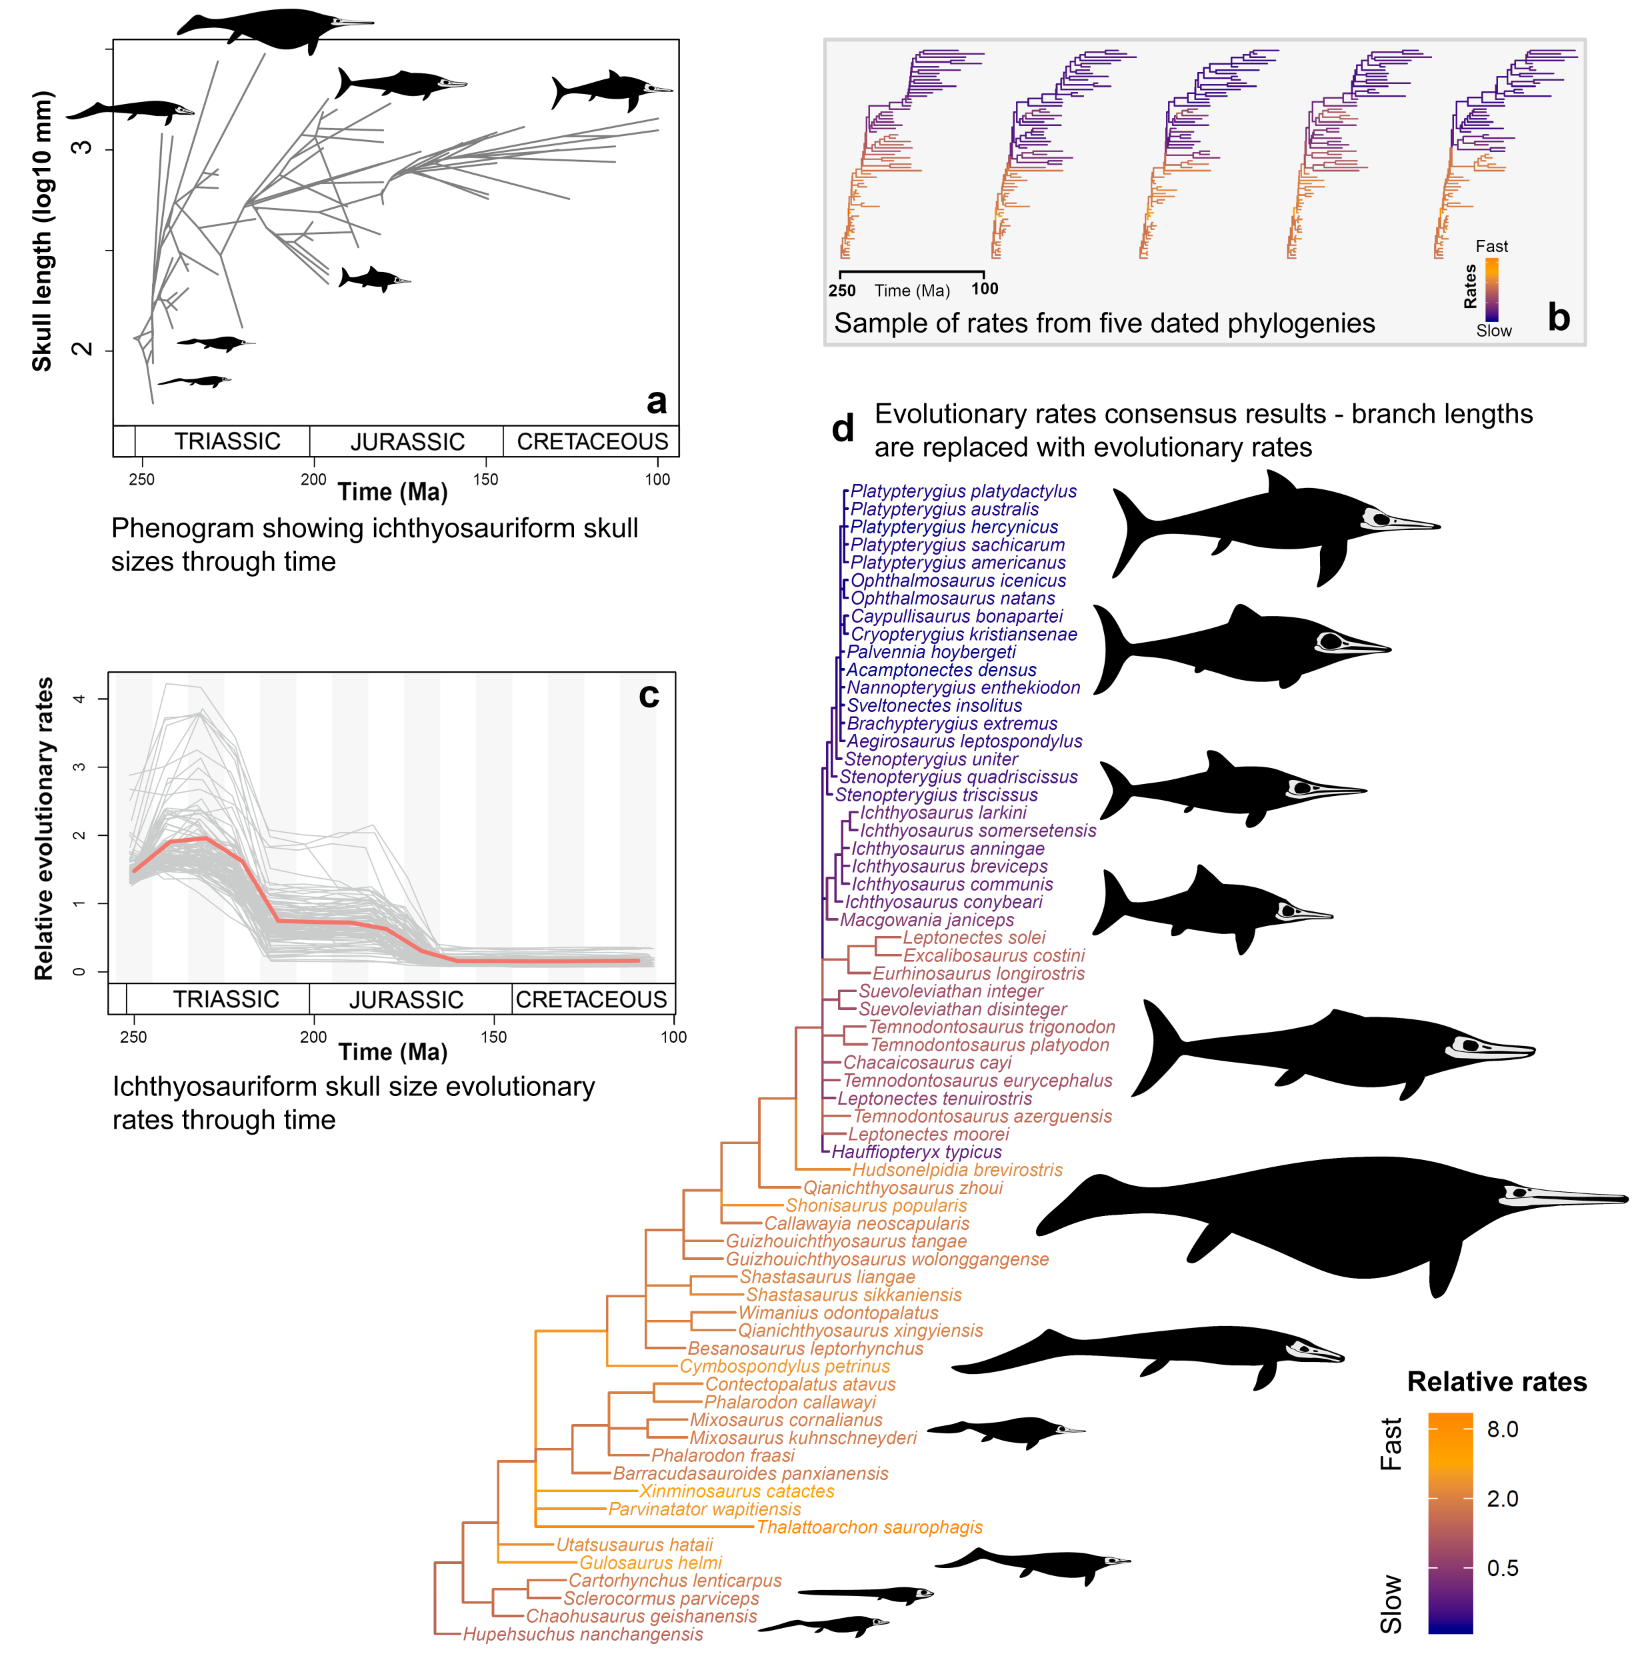 Skull length (log10 mm)
3
2
a
TRIASSIC
JURASSIC
CRETACEOUS
250
200
150
100
Time (Ma)
Phenogram showing ichthyosauriform skull
sizes through time
250
Time (Ma)
100
Fast
Rates
Slow
Sample of rates from five dated phylogenies
b
Relative evolutionary rates
4
3
2
1
0
c
TRIASSIC
JURASSIC
CRETACEOUS
250
200
150
100
Time (Ma)
Ichthyosauriform skull size evolutionary
rates through time
d
Evolutionary rates consensus results - branch lengths
are replaced with evolutionary rates
Platypterygius platydactylus
Platypterygius australis
Platypterygius hercynicus
Platypterygius sachicarum
Platypterygius americanus
Ophthalmosaurus icenicus
Ophthalmosaurus natans
Caypullisaurus bonapartei
Cryopterygius kristiansenae
Palvennia hoybergeti
Acamptonectes densus
Nannopterygius enthekiodon
Sveltonectes insolitus
Brachypterygius extremus
Aegirosaurus leptospondylus
Stenopterygius uniter
Stenopterygius quadriscissus
Stenopterygius triscissus
Ichthyosaurus larkini
Ichthyosaurus somersetensis
Ichthyosaurus anningae
Ichthyosaurus breviceps
Ichthyosaurus communis
Ichthyosaurus conybeari
Macgowania janiceps
Leptonectes solei
Excalibosaurus costini
Eurhinosaurus longirostris
Suevoleviathan integer
Suevoleviathan disinteger
Temnodontosaurus trigonodon
Temnodontosaurus platyodon
Chacaicosaurus cayi
Temnodontosaurus eurycephalus
Leptonectes tenuirostris
Temnodontosaurus azerguensis
Leptonectes moorei
Hauffiopteryx typicus
Hudsonelpidia brevirostris
Qianichthyosaurus zhoui
Shonisaurus popularis
Callawayia neoscapularis
Guizhouichthyosaurus tangae
Guizhouichthyosaurus wolonggangense
Shastasaurus liangae
Shastasaurus sikkaniensis
Wimanius odontopalatus
Qianichthyosaurus xingyiensis
Besanosaurus leptorhynchus
Cymbospondylus petrinus
Contectopalatus atavus
Phalarodon callawayi
Mixosaurus cornalianus
Mixosaurus kuhnschneyderi
Phalarodon fraasi
Barracudasauroides panxianensis
Xinminosaurus catactes
Parvinatator wapitiensis
Thalattoarchon saurophagis
Utatsusaurus hataii
Gulosaurus helmi
Cartorhynchus lenticarpus
Sclerocormus parviceps
Chaohusaurus geishanensis
Hupehsuchus nanchangensis
Relative rates
Fast
Slow
8.0
2.0
0.5